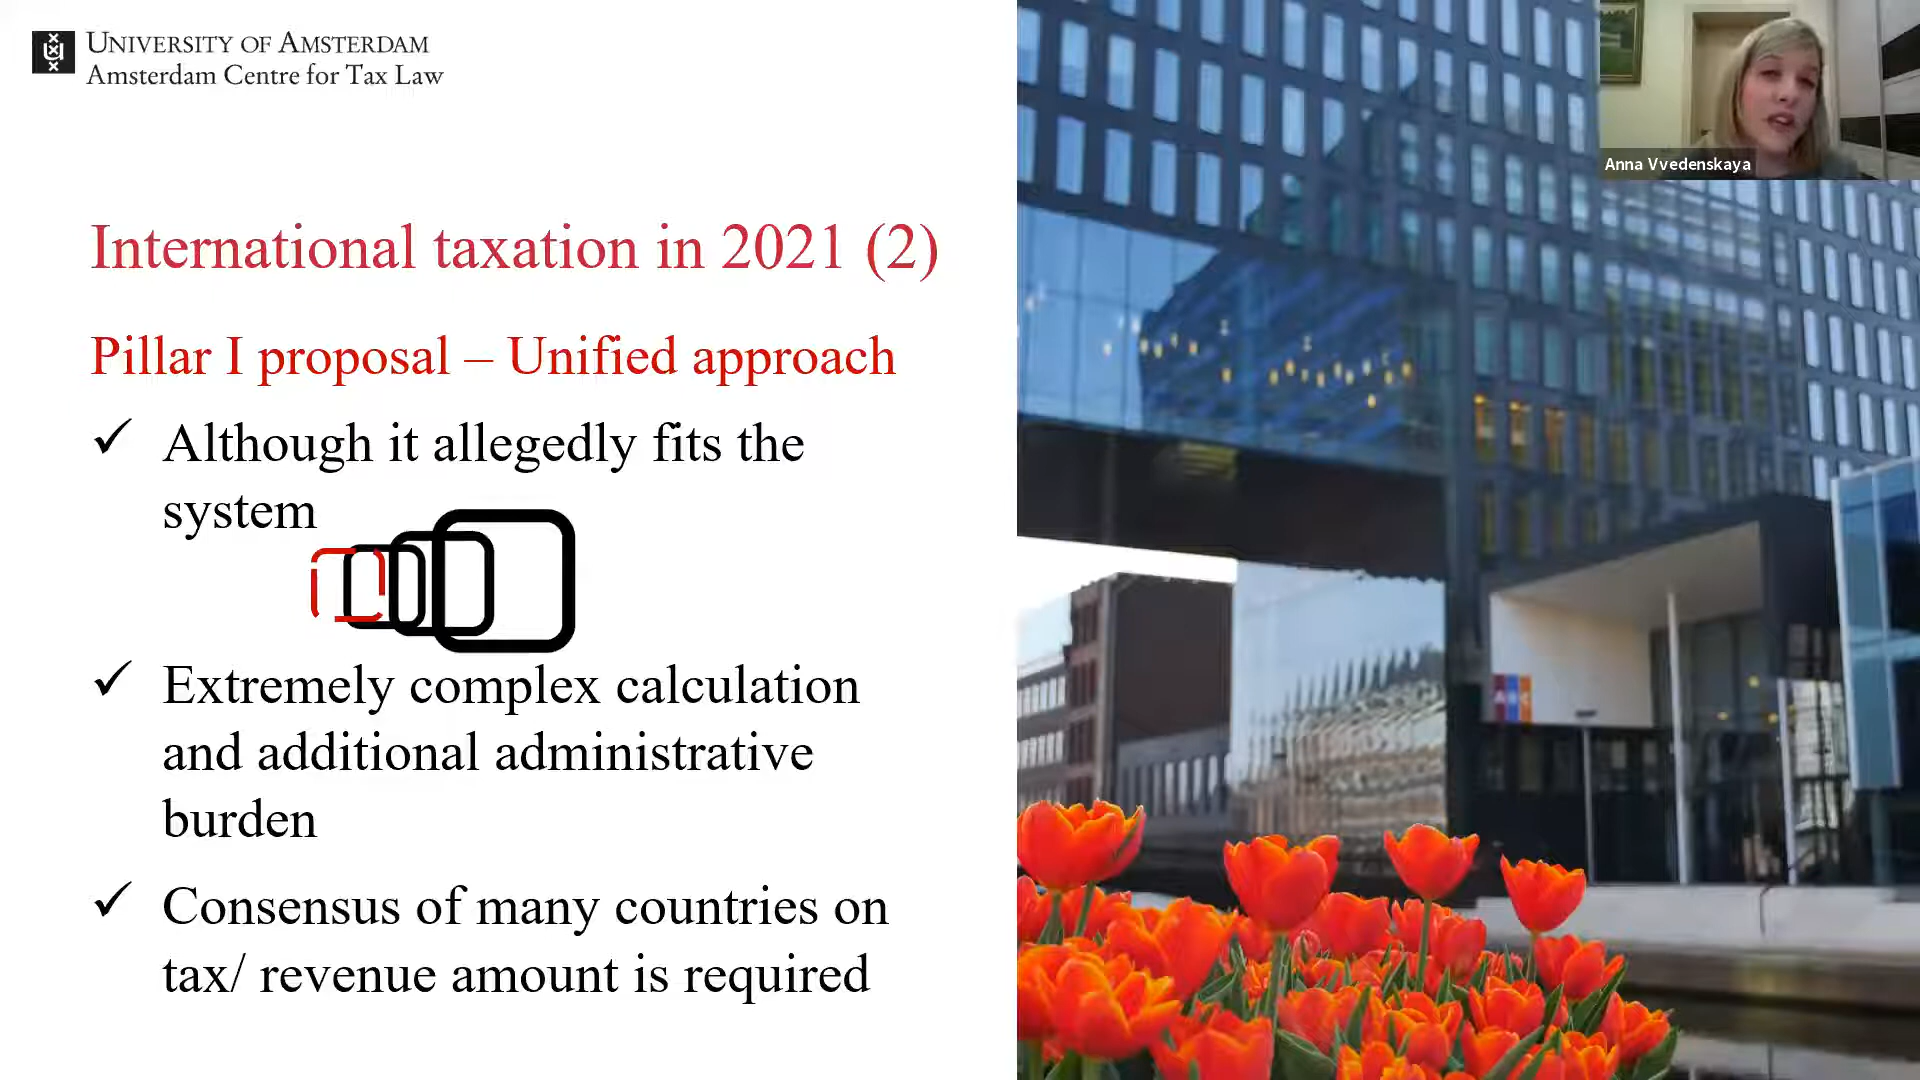 UNIVERSITY OF AMSTERDAM
Amsterdam Centre for Tax Law
Anna Vvedenskaya
International taxation in 2021 (2)
Pillar I proposal – Unified approach
✓ Although it allegedly fits the
system
✓ Extremely complex calculation
and additional administrative
burden
✓ Consensus of many countries on
tax/ revenue amount is required